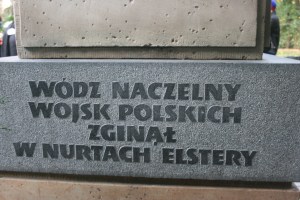 WÓDZ NACZELNY
WOJSK POLSKICH
ZGINĄŁ
W NURTACH ELSTERY